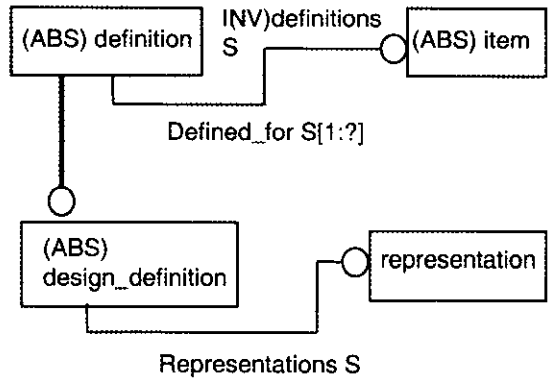 (ABS) definition
INV)definitions
S
(ABS) item
Defined_for S[1:?]
(ABS)
design_definition
representation
Representations S